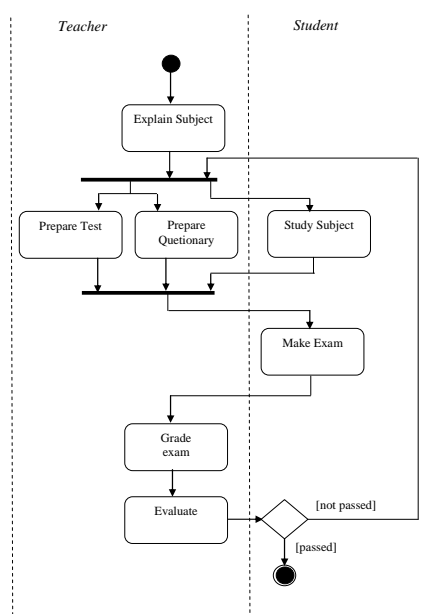 Teacher
Student
Explain Subject
Prepare Test
Prepare
Quetionary
Study Subject
Make Exam
Grade
exam
Evaluate
[not passed]
[passed]